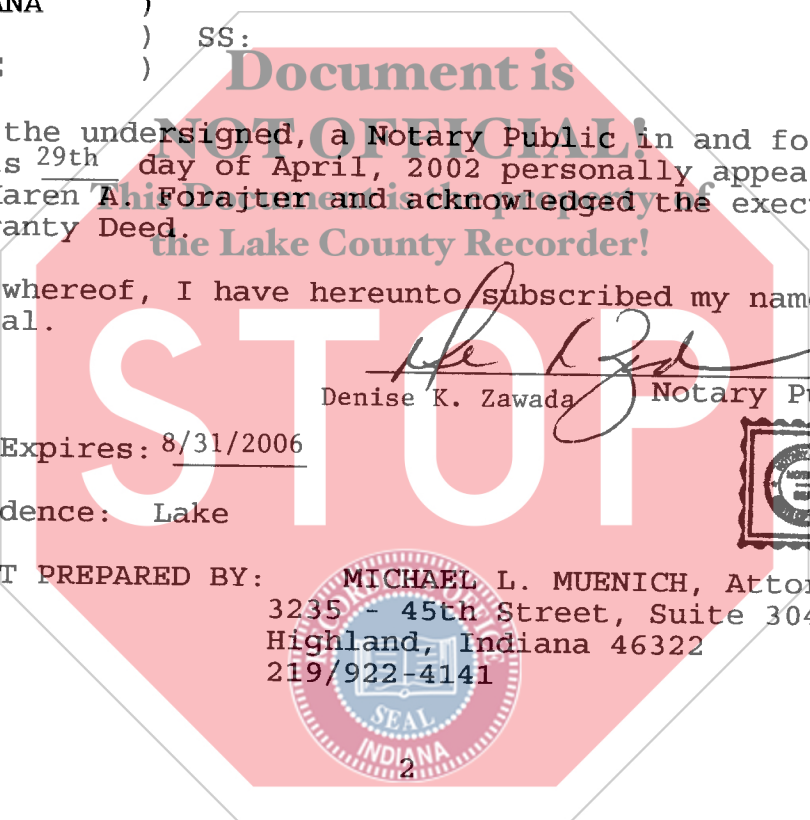 ANA )
) SS:
)
Document is
NOT OFFICIAL!
This Document is the property of
the Lake County Recorder!
the undersigned, a Notary Public in and fo
s 29th day of April, 2002 personally appea
aren A. Forajter and acknowledged the exec
anty Deed.
whereof, I have hereunto subscribed my name
al.
STOP
Denise K. Zawada Notary Pu
Expires: 8/31/2006
dence: Lake
T PREPARED BY: MICHAEL L. MUENICH, Attor
3235 - 45th Street, Suite 304
Highland, Indiana 46322
219/922-4141
SEAL
INDIANA
2